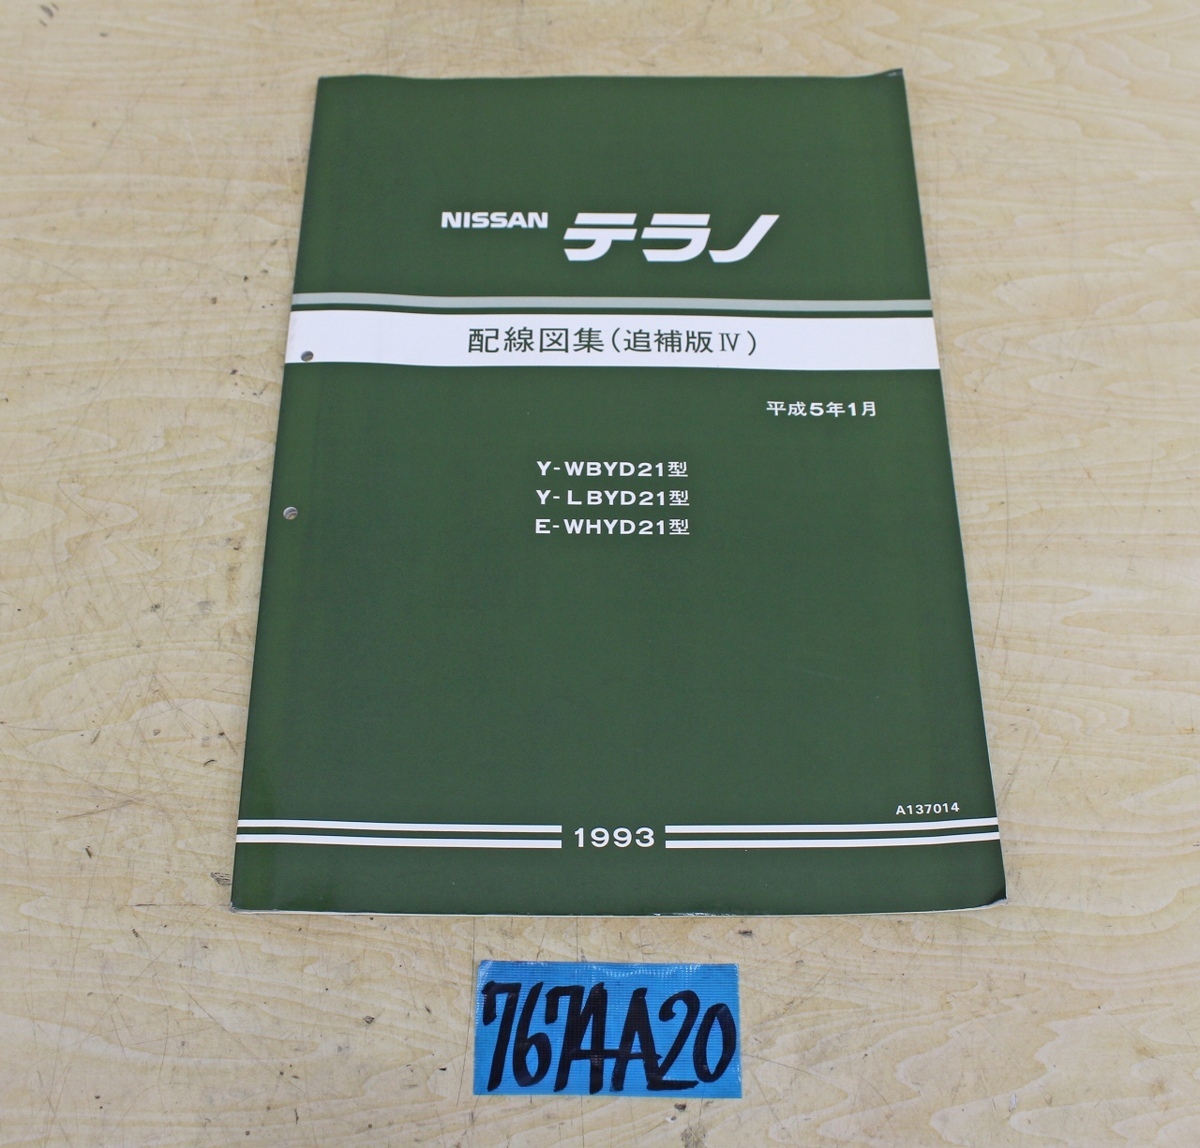 NISSAN テラノ
配線図集(追補版Ⅳ)
平成5年1月
Y-WBYD21型
Y-LBYD21型
E-WHYD21型
A137014
1993
7674A20